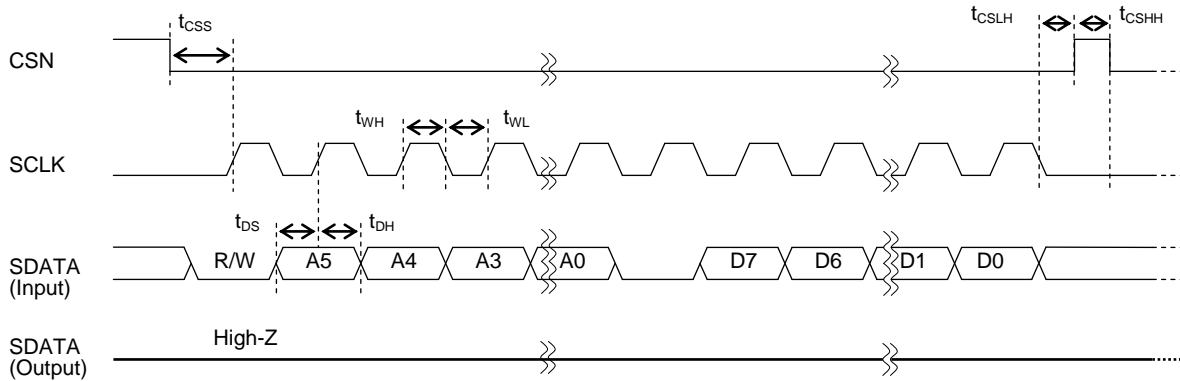 tCSS
tCSLH
tCSHH
CSN
tWH
tWL
SCLK
tDS
tDH
SDATA
(Input)
R/W
A5
A4
A3
A0
D7
D6
D1
D0
SDATA
(Output)
High-Z